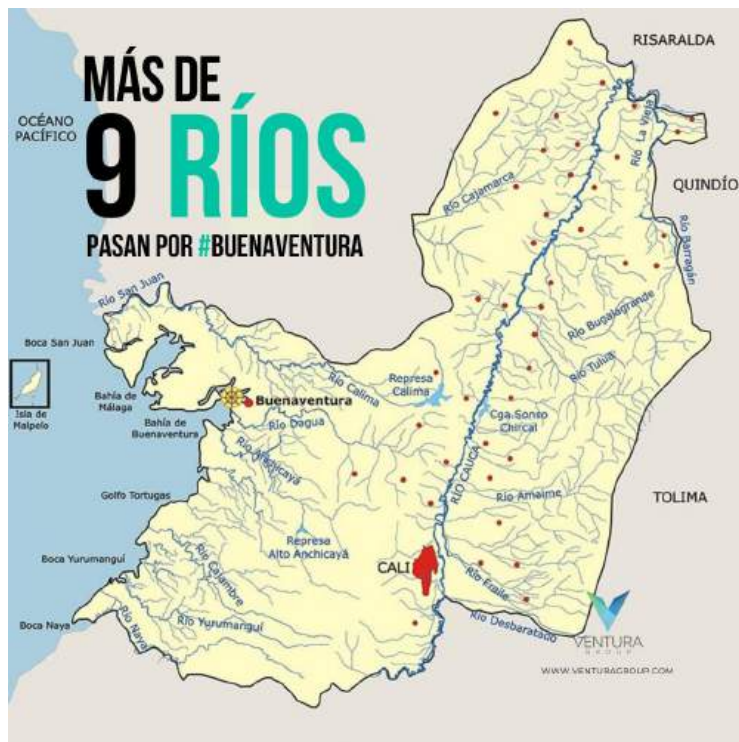 MÁS DE
9 RÍOS
PASAN POR #BUENAVENTURA
OCÉANO
PACÍFICO
RISARALDA
QUINDÍO
TOLIMA
Río La Vieja
Río Cajamarca
Río Barragán
Río San Juan
Río Bugalagrande
Boca San Juan
Río Tulua
Isla de
Malpelo
Bahía de
Málaga
Río Calima
Represa
Calima
Buenaventura
Bahía de
Buenaventura
Río Dagua
Cga.Sonso
Chircal
Río Anchicayá
RÍO CAUCA
Golfo Tortugas
Río Amaime
Represa
Alto Anchicayá
Boca Yurumanguí
Río Cajambre
CALI
Río Fraile
Boca Naya
Río Naya
Río Yurumanguí
Río Desbaratado
VENTURA
GROUP
WWW.VENTURAGROUP.COM